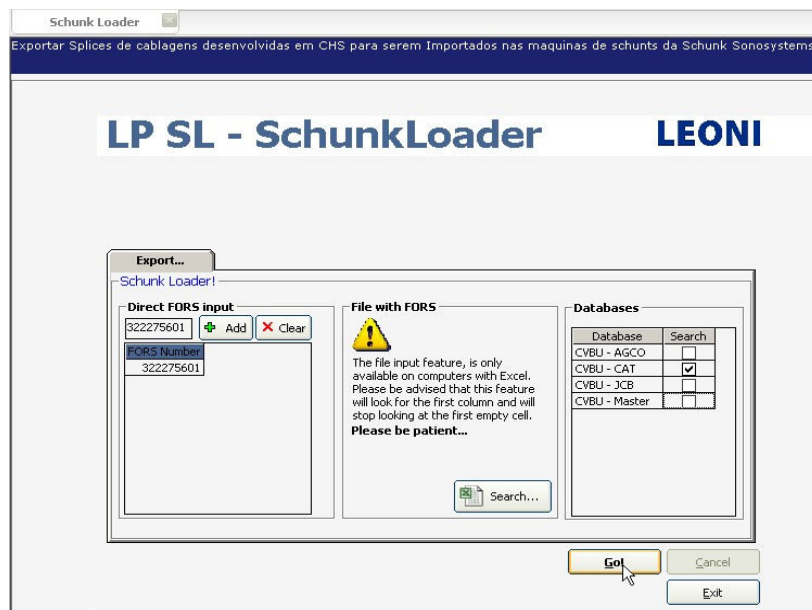 Schunk Loader
Exportar Splices de cablagens desenvolvidas em CHS para serem Importados nas maquinas de schunts da Schunk Sonosystems
LP SL - SchunkLoader
LEONI
Export...
Schunk Loader!
Direct FORS input
322275601
Add
Clear
FORS Number
322275601
File with FORS
The file input feature, is only
available on computers with Excel.
Please be advised that this feature
will look for the first column and will
stop looking at the first empty cell.
Please be patient...
Search...
Databases
Database Search
CVBU - AGCO
CVBU - CAT
CVBU - JCB
CVBU - Master
Go!
Cancel
Exit